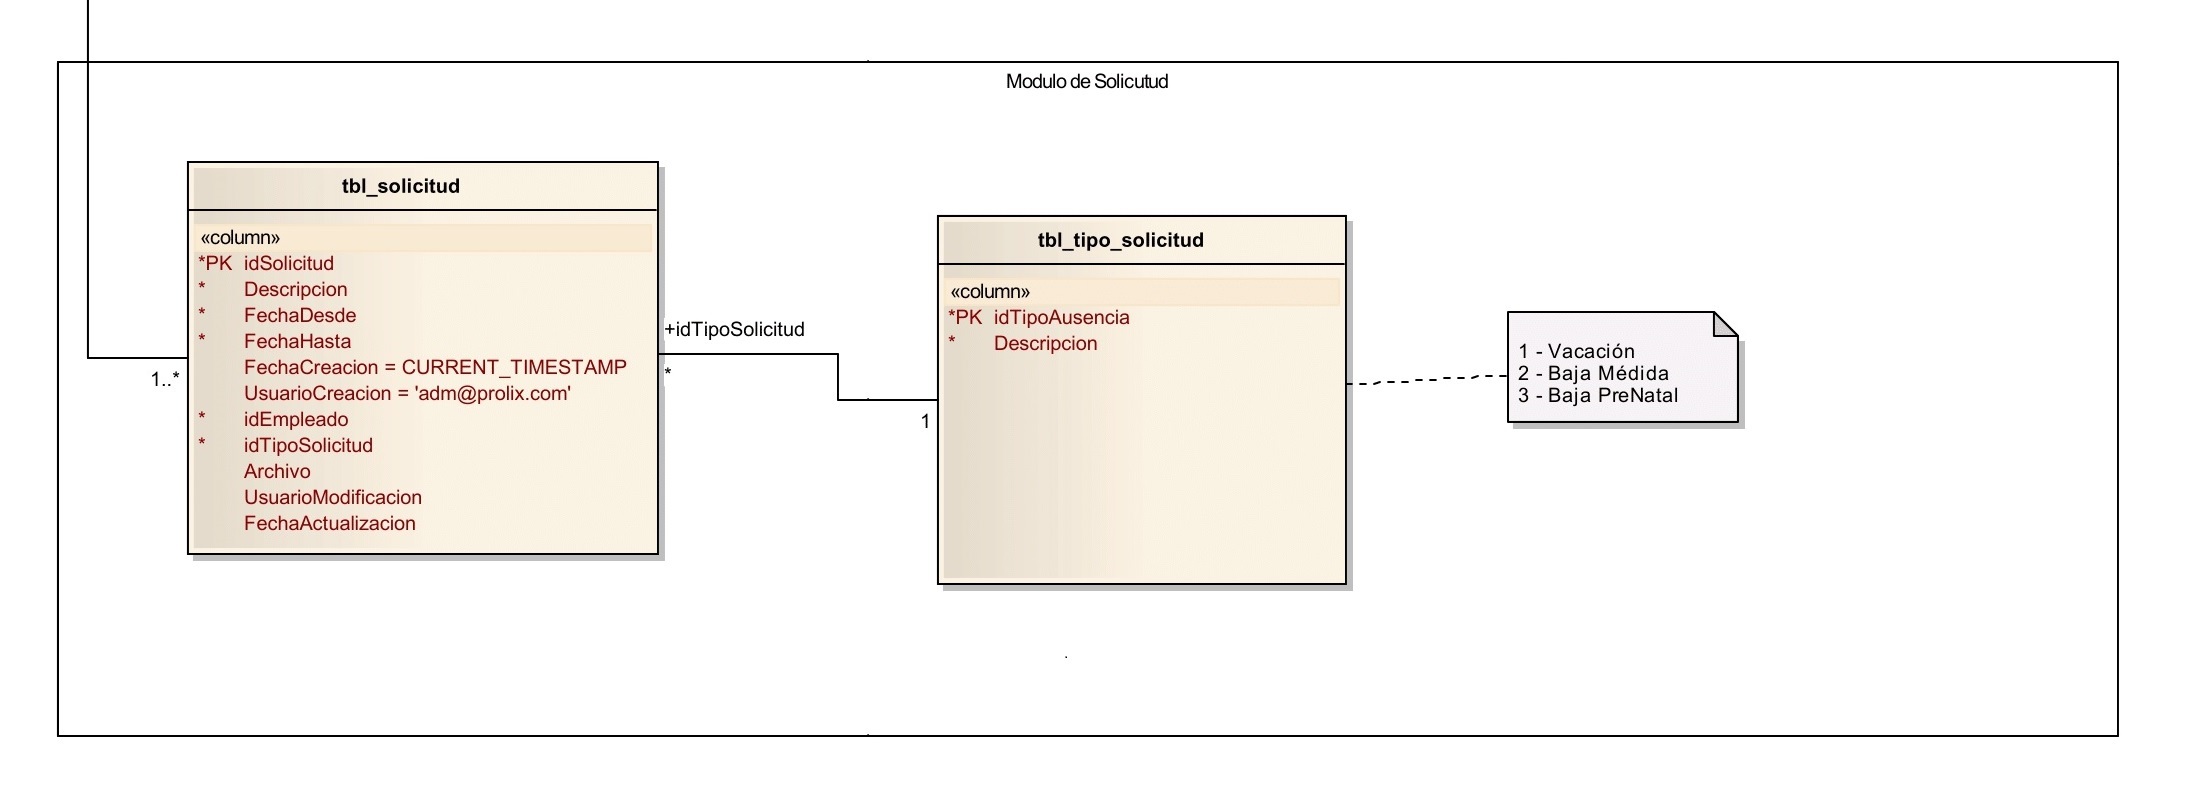 Modulo de Solicutud
tbl_solicitud
«column»
*PK idSolicitud
* Descripcion
* FechaDesde
* FechaHasta
FechaCreacion = CURRENT_TIMESTAMP
UsuarioCreacion = 'adm@prolix.com'
* idEmpleado
* idTipoSolicitud
Archivo
UsuarioModificacion
FechaActualizacion
1..*
+idTipoSolicitud
*
1
tbl_tipo_solicitud
«column»
*PK idTipoAusencia
* Descripcion
1 - Vacación
2 - Baja Médida
3 - Baja PreNatal